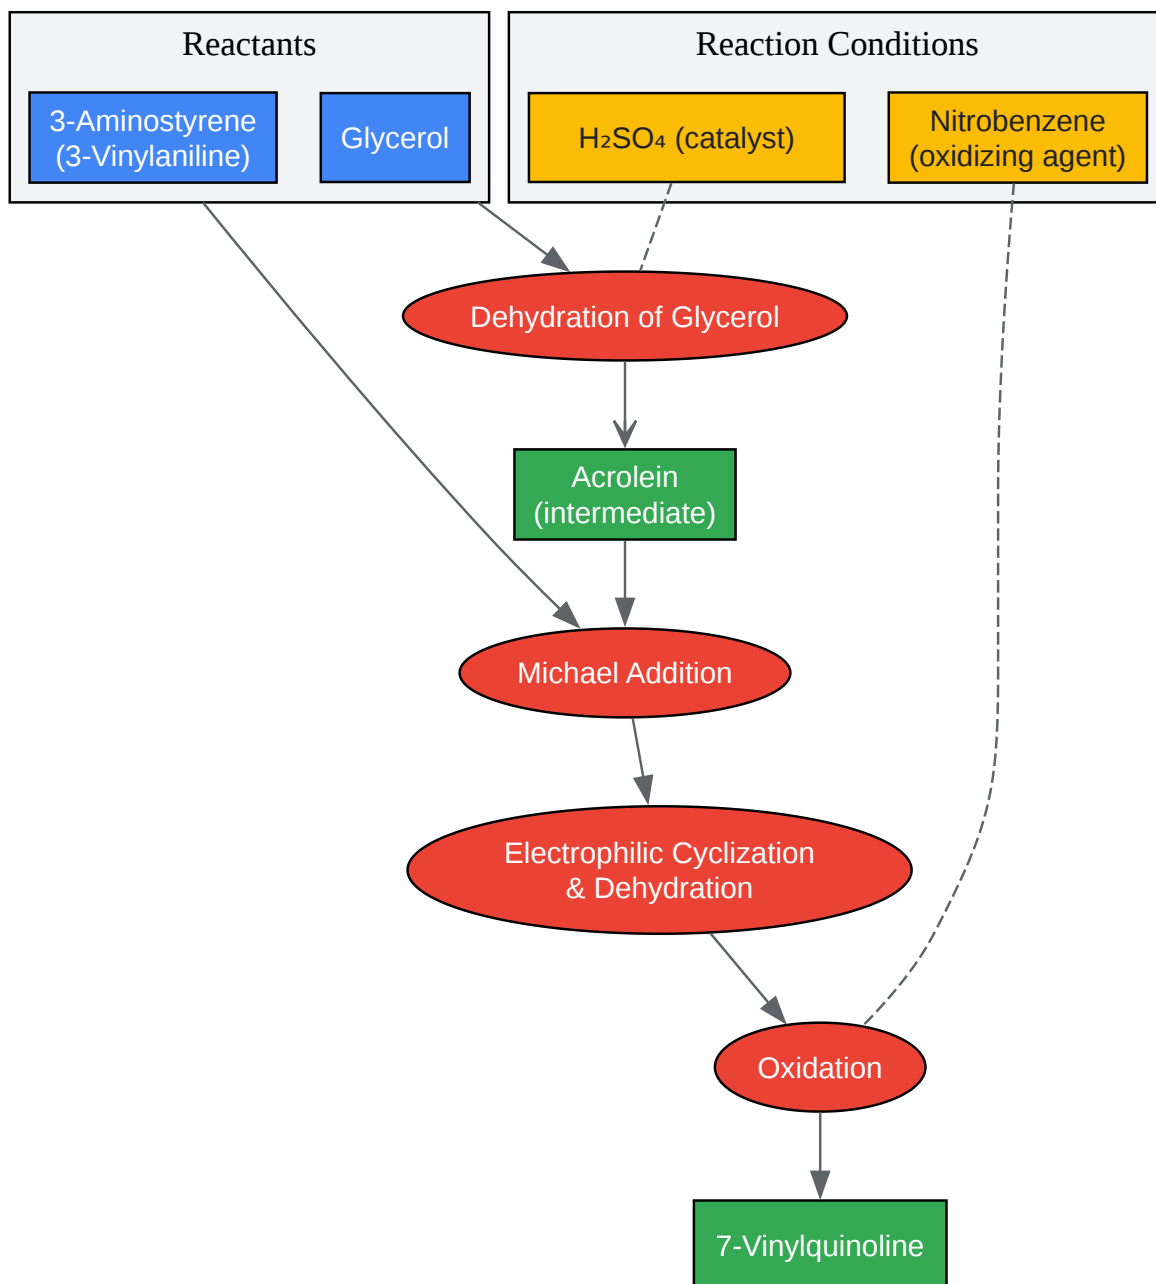 Reactants
Reaction Conditions
3-Aminostyrene
(3-Vinylaniline)
Glycerol
H₂SO₄ (catalyst)
Nitrobenzene
(oxidizing agent)
Dehydration of Glycerol
Acrolein
(intermediate)
Michael Addition
Electrophilic Cyclization
& Dehydration
Oxidation
7-Vinylquinoline